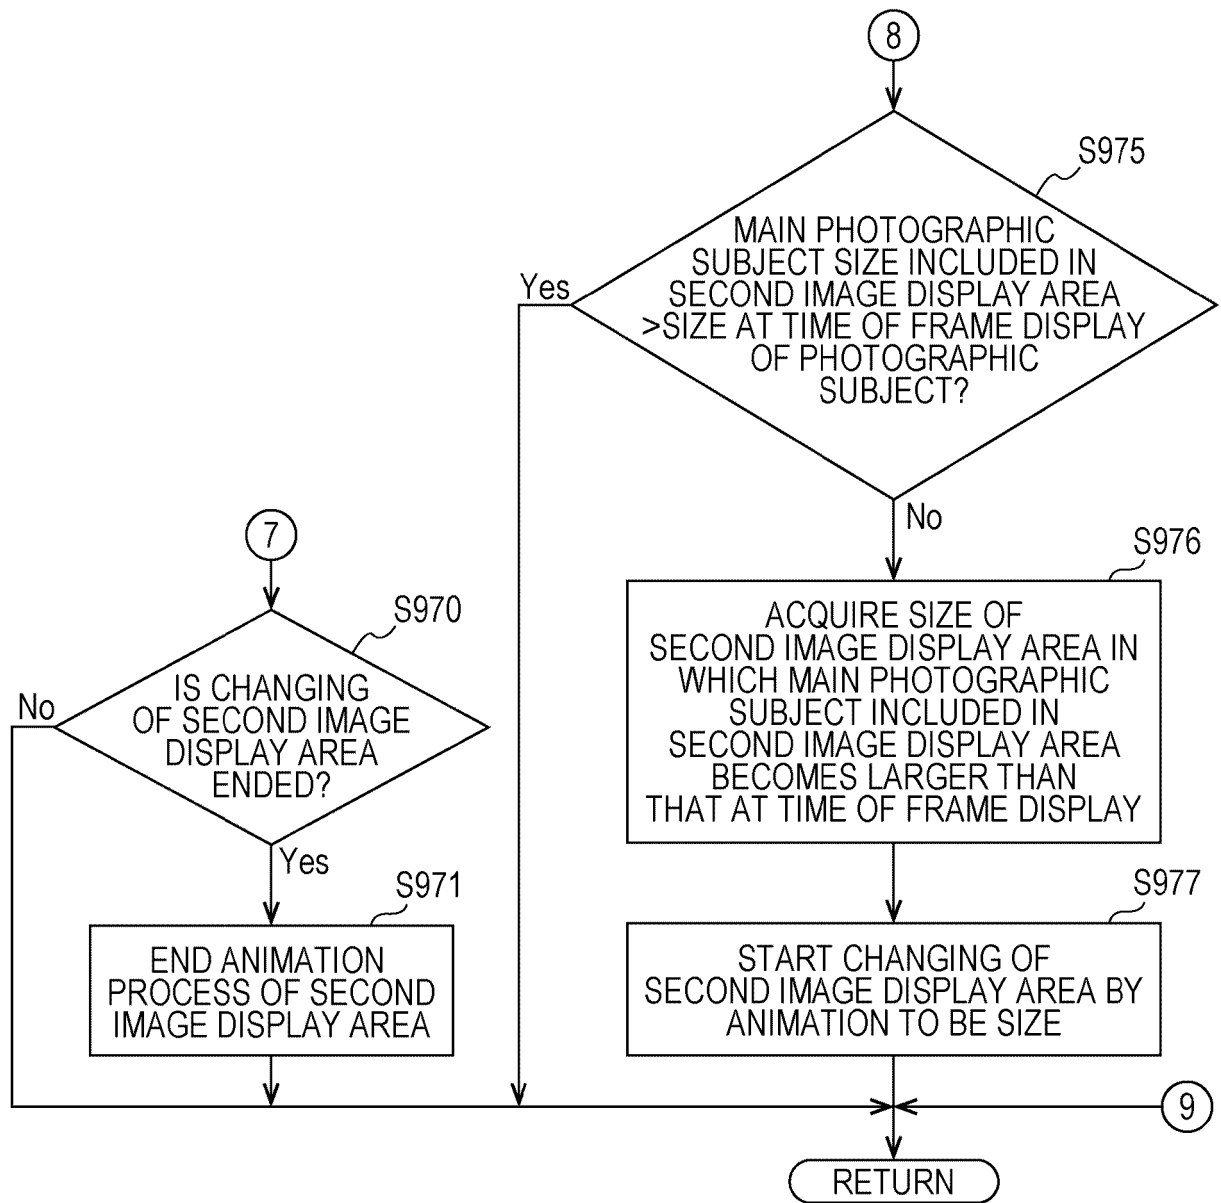 8
S975
MAIN PHOTOGRAPHIC
SUBJECT SIZE INCLUDED IN
SECOND IMAGE DISPLAY AREA
>SIZE AT TIME OF FRAME DISPLAY
OF PHOTOGRAPHIC
SUBJECT?
Yes
No
S976
ACQUIRE SIZE OF
SECOND IMAGE DISPLAY AREA IN
WHICH MAIN PHOTOGRAPHIC
SUBJECT INCLUDED IN
SECOND IMAGE DISPLAY AREA
BECOMES LARGER THAN
THAT AT TIME OF FRAME DISPLAY
S977
START CHANGING OF
SECOND IMAGE DISPLAY AREA BY
ANIMATION TO BE SIZE
7
S970
IS CHANGING
OF SECOND IMAGE
DISPLAY AREA
ENDED?
No
Yes
S971
END ANIMATION
PROCESS OF SECOND
IMAGE DISPLAY AREA
9
RETURN